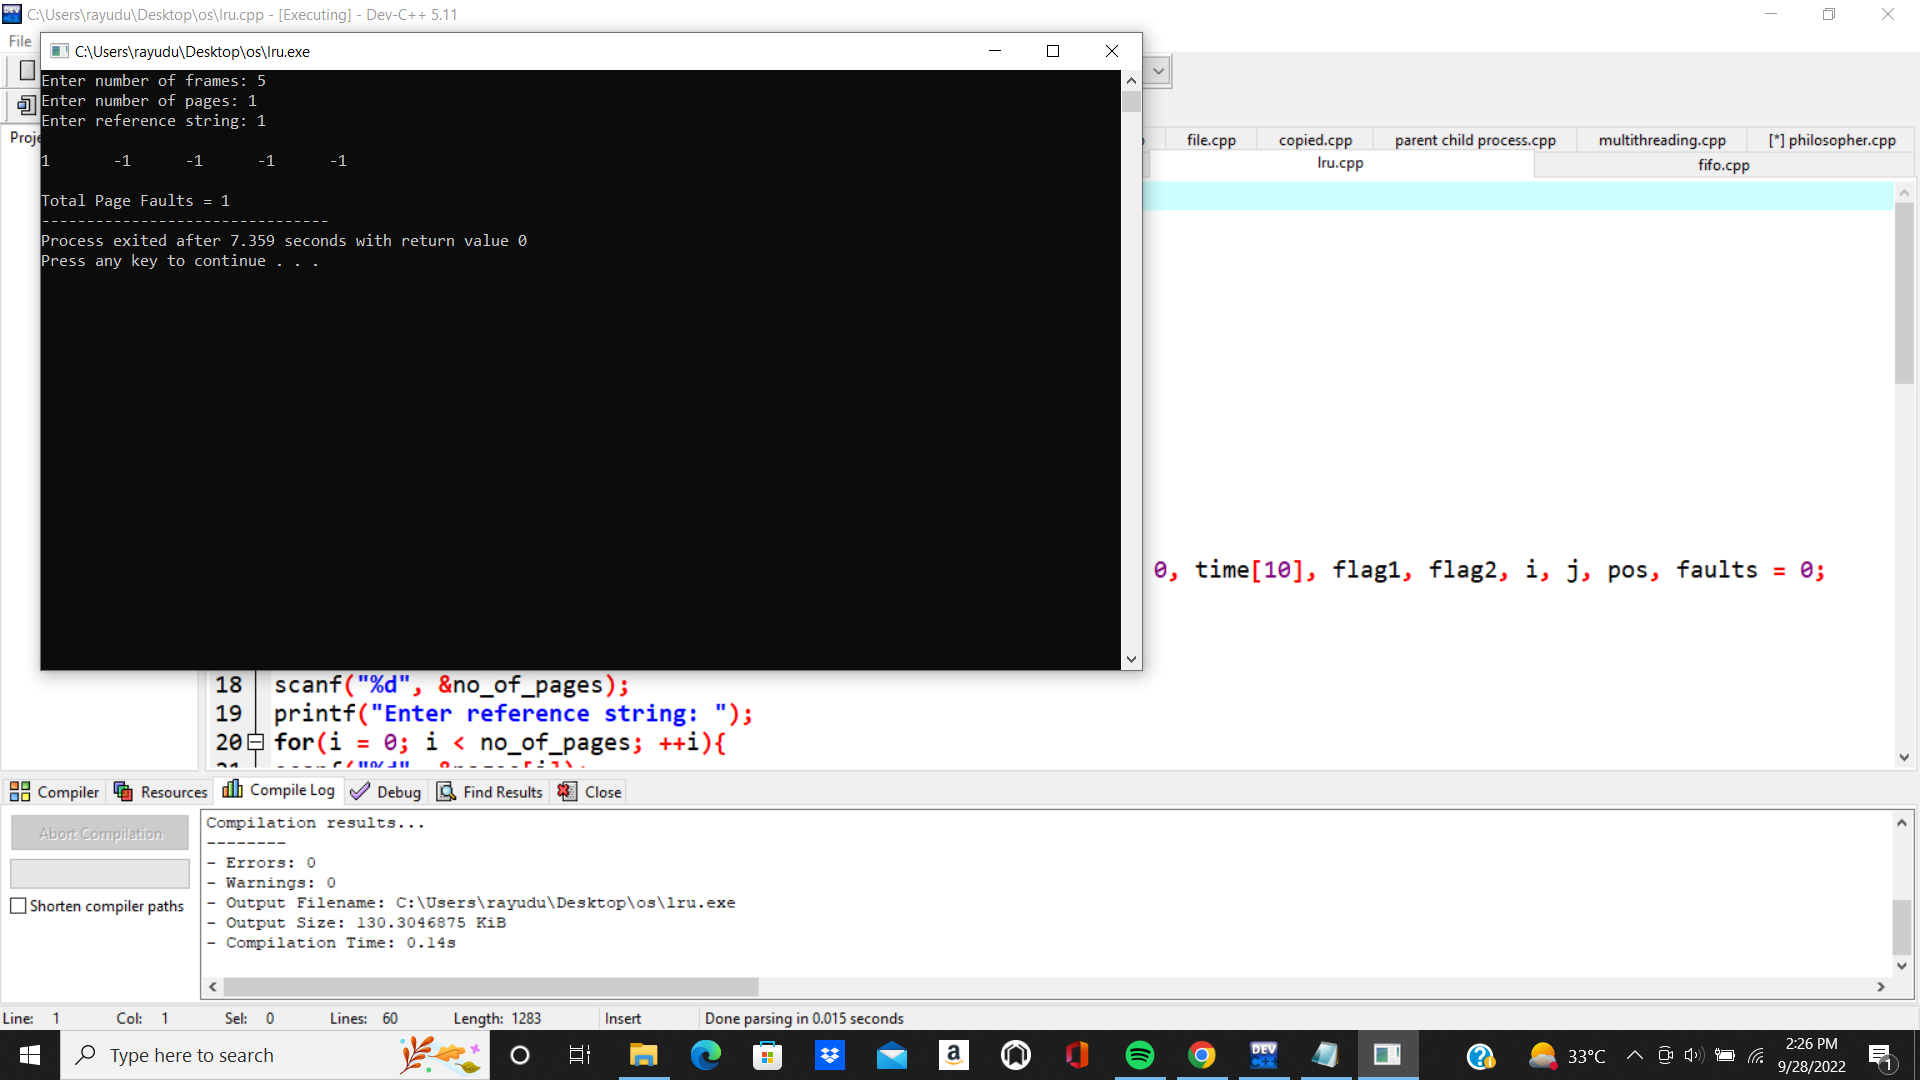 C:\Users\rayudu\Desktop\os\lru.cpp - [Executing] - Dev-C++ 5.11
File
C:\Users\rayudu\Desktop\os\lru.exe
Enter number of frames: 5
Enter number of pages: 1
Enter reference string: 1
1 -1 -1 -1 -1
Total Page Faults = 1
--------------------------------
Process exited after 7.359 seconds with return value 0
Press any key to continue . . .
Proje
file.cpp copied.cpp parent child process.cpp multithreading.cpp [*] philosopher.cpp
lru.cpp fifo.cpp
0, time[10], flag1, flag2, i, j, pos, faults = 0;
18 scanf("%d", &no_of_pages);
19 printf("Enter reference string: ");
20 for(i = 0; i < no_of_pages; ++i){
21 scanf("%d", &pages[i]);
Compiler Resources Compile Log Debug Find Results Close
Abort Compilation
Shorten compiler paths
Compilation results...
--------
- Errors: 0
- Warnings: 0
- Output Filename: C:\Users\rayudu\Desktop\os\lru.exe
- Output Size: 130.3046875 KiB
- Compilation Time: 0.14s
Line: 1 Col: 1 Sel: 0 Lines: 60 Length: 1283 Insert Done parsing in 0.015 seconds
Type here to search
DEV
33°C
2:26 PM
9/28/2022
1